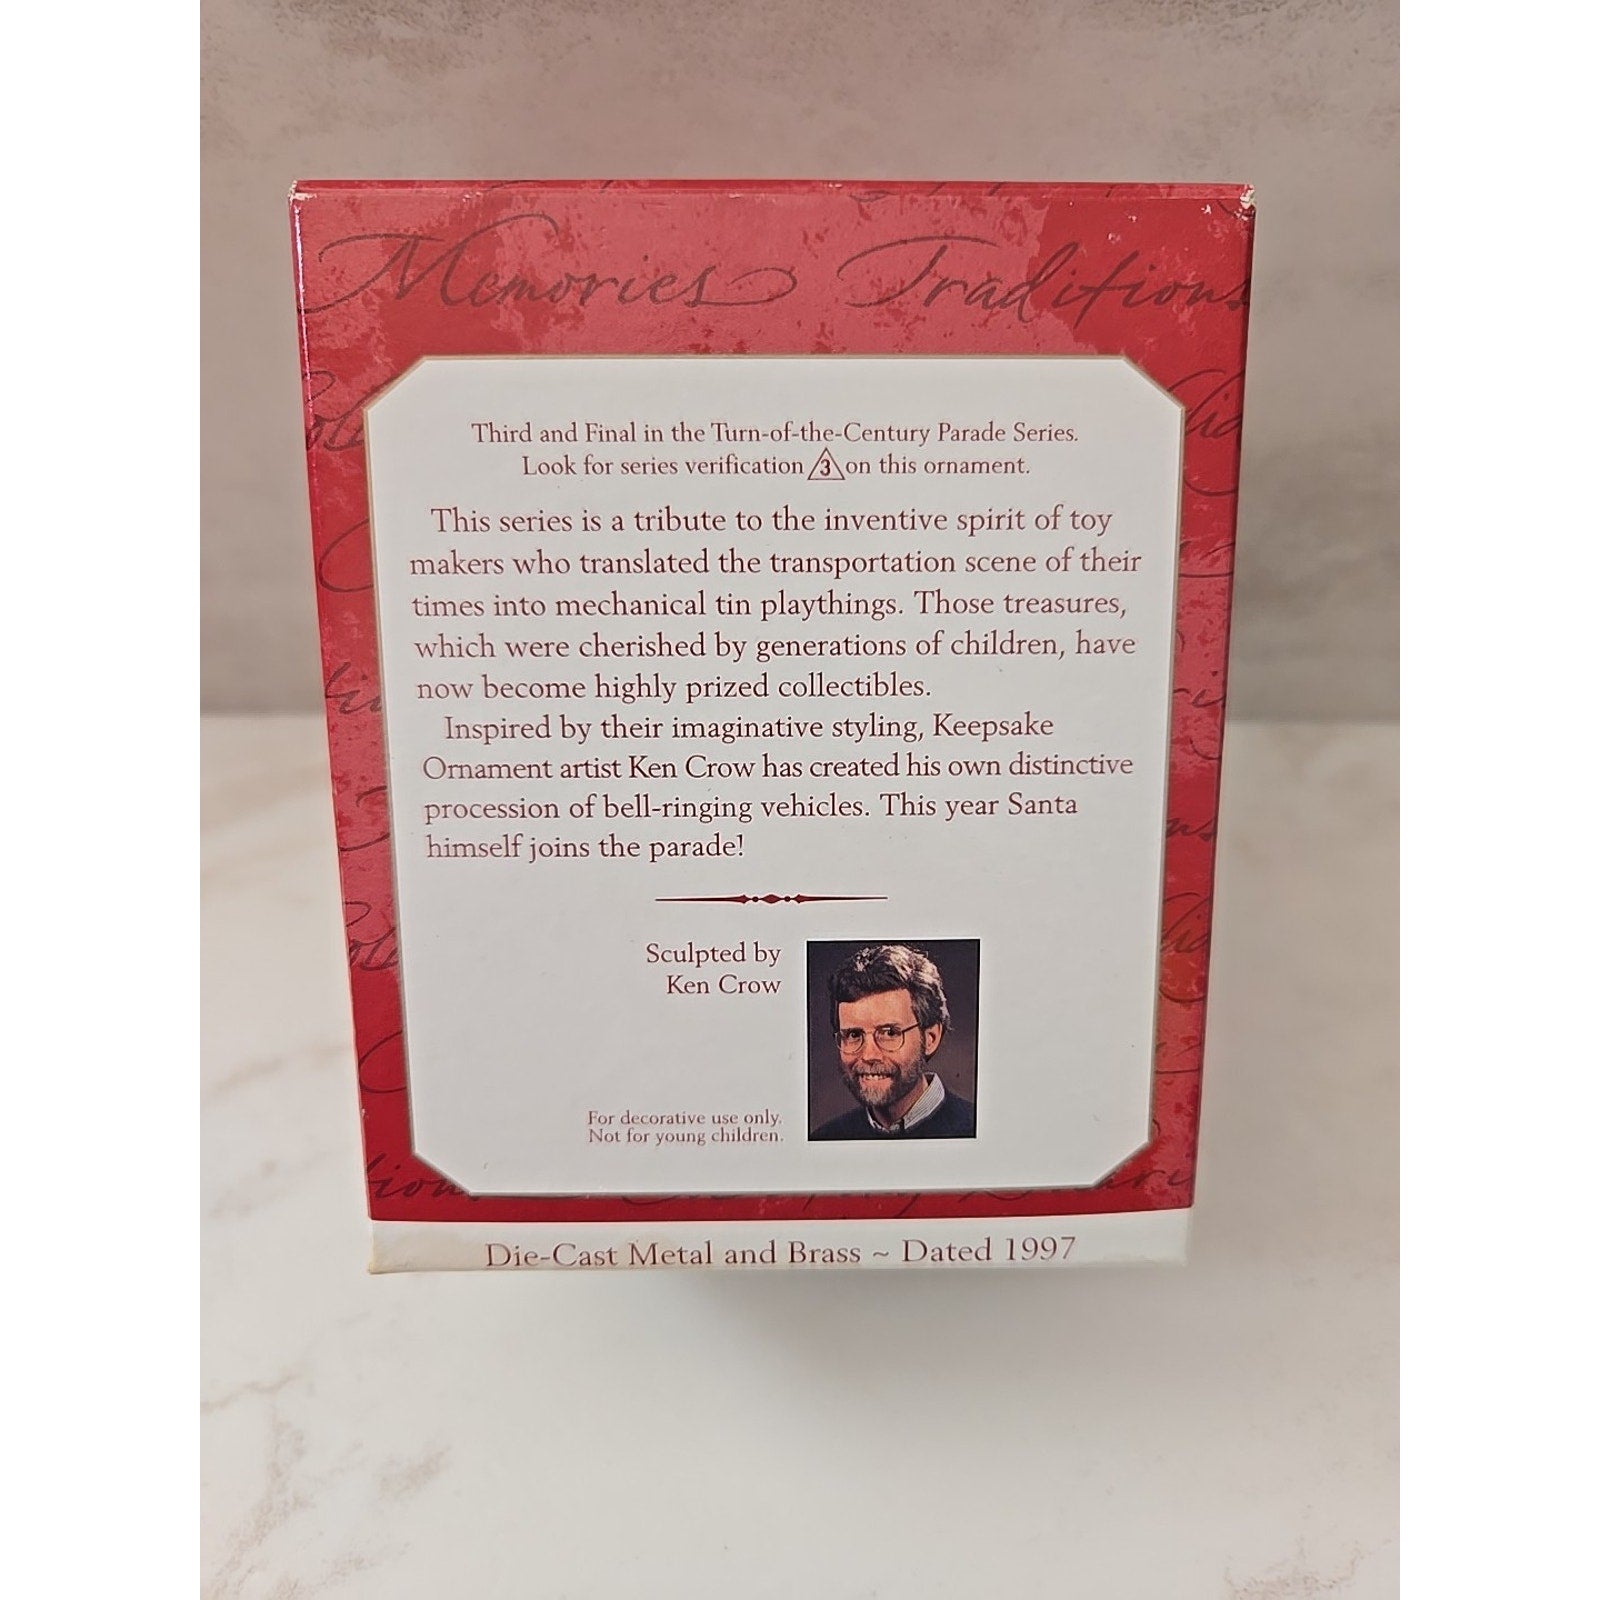 Memories Traditions
Third and Final in the Turn-of-the-Century Parade Series.
Look for series verification 3 on this ornament.
This series is a tribute to the inventive spirit of toy
makers who translated the transportation scene of their
times into mechanical tin playthings. Those treasures,
which were cherished by generations of children, have
now become highly prized collectibles.
Inspired by their imaginative styling, Keepsake
Ornament artist Ken Crow has created his own distinctive
procession of bell-ringing vehicles. This year Santa
himself joins the parade!
Sculpted by
Ken Crow
For decorative use only.
Not for young children.
Die-Cast Metal and Brass ~ Dated 1997